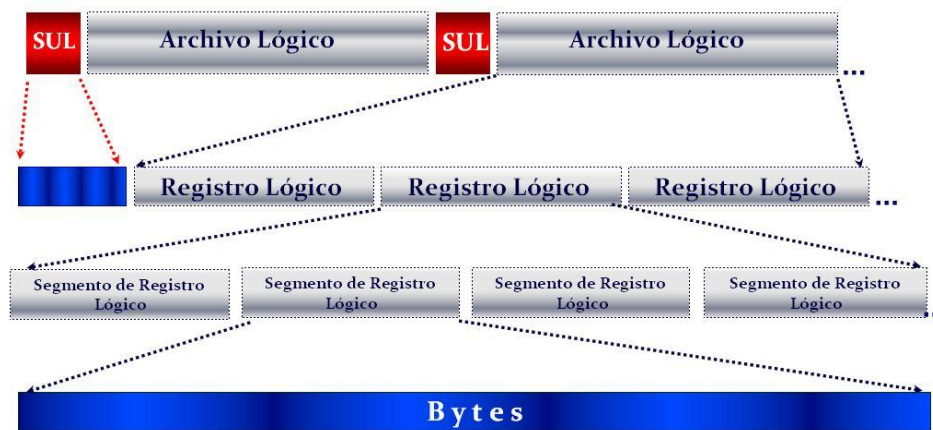 SUL
Archivo Lógico
SUL
Archivo Lógico
...
Registro Lógico
Registro Lógico
Registro Lógico
...
Segmento de Registro
Lógico
Segmento de Registro
Lógico
Segmento de Registro
Lógico
Segmento de Registro
Lógico
..
Bytes